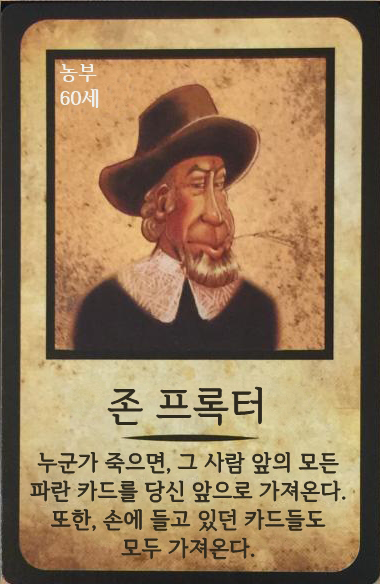 농부
60세
존 프록터
누군가 죽으면, 그 사람 앞의 모든
파란 카드를 당신 앞으로 가져온다.
또한, 손에 들고 있던 카드들도
모두 가져온다.